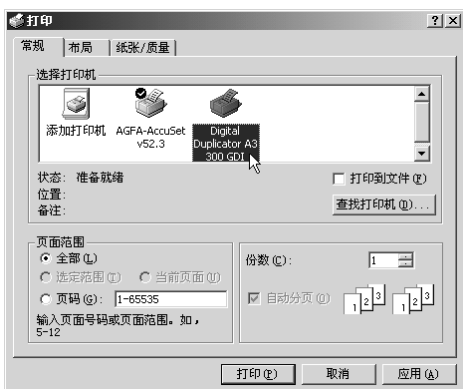 打印
常规 布局 纸张/质量
选择打印机
添加打印机 AGFA-AccuSet v52.3 Digital Duplicator A3 300 GDI
状态: 准备就绪
位置:
备注:
打印到文件(F)
查找打印机(D)...
页面范围
全部(L)
选定范围(T) 当前页面(U)
页码(G): 1-65535
输入页面号码或页面范围。如,
5-12
份数(C): 1
自动分页(O)
1 2 3 1 2 3
打印(P) 取消 应用(A)